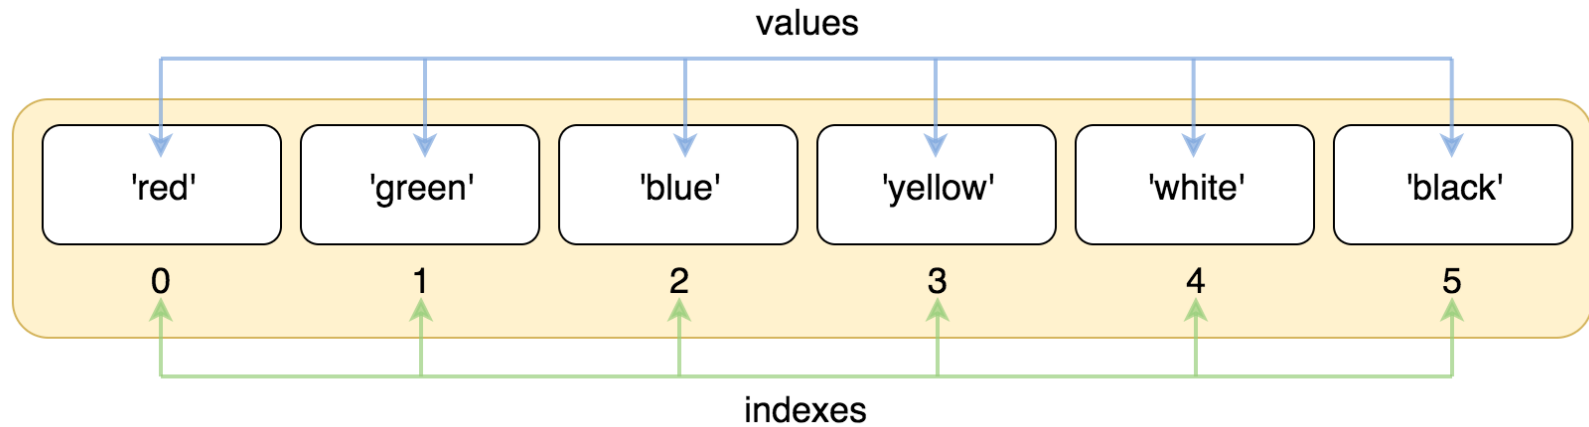 values
'red' 'green' 'blue' 'yellow' 'white' 'black'
0 1 2 3 4 5
indexes